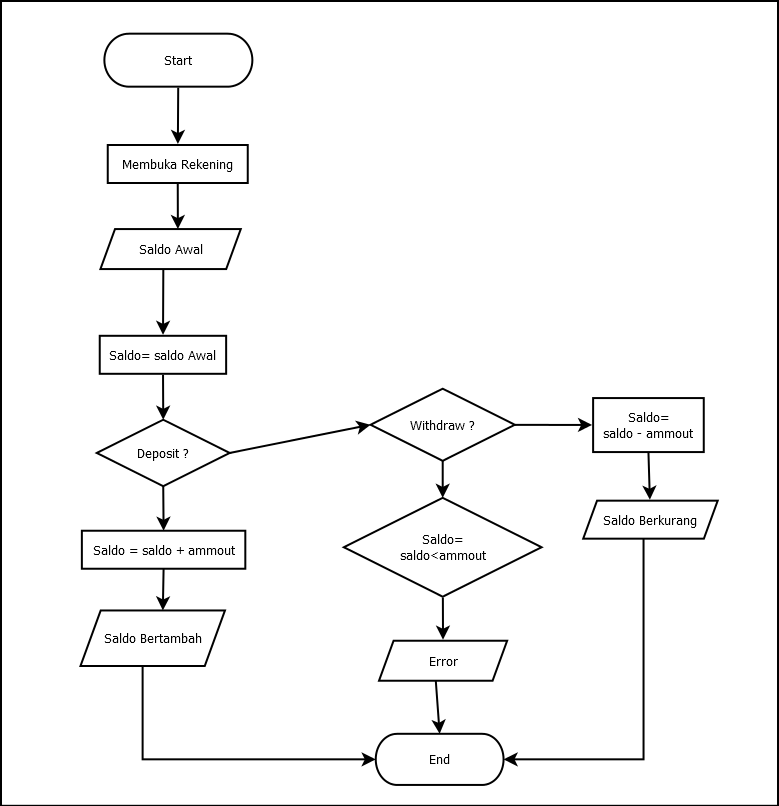 Start
Membuka Rekening
Saldo Awal
Saldo= saldo Awal
Deposit ?
Saldo = saldo + ammout
Saldo Bertambah
Withdraw ?
Saldo=
saldo<ammout
Error
End
Saldo=
saldo - ammout
Saldo Berkurang